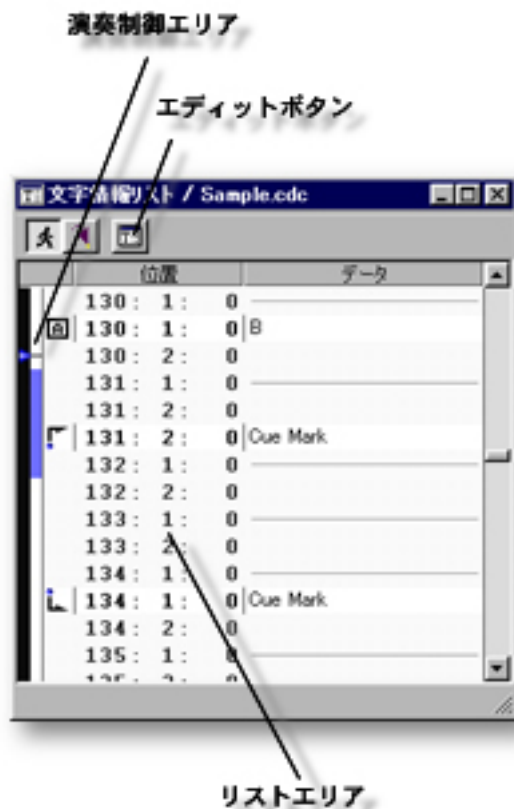 演奏制御エリア
エディットボタン
文字情報リスト / Sample.cdc
位置 データ
130: 1: 0
A 130: 1: 0 B
130: 2: 0
131: 1: 0
131: 2: 0
131: 2: 0 Cue Mark
132: 1: 0
132: 2: 0
133: 1: 0
133: 2: 0
134: 1: 0
134: 1: 0 Cue Mark
134: 2: 0
135: 1: 0
135: 2: 0
リストエリア